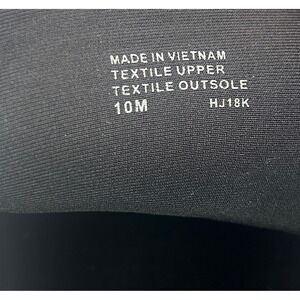 MADE IN VIETNAM
TEXTILE UPPER
TEXTILE OUTSOLE
10M HJ18K